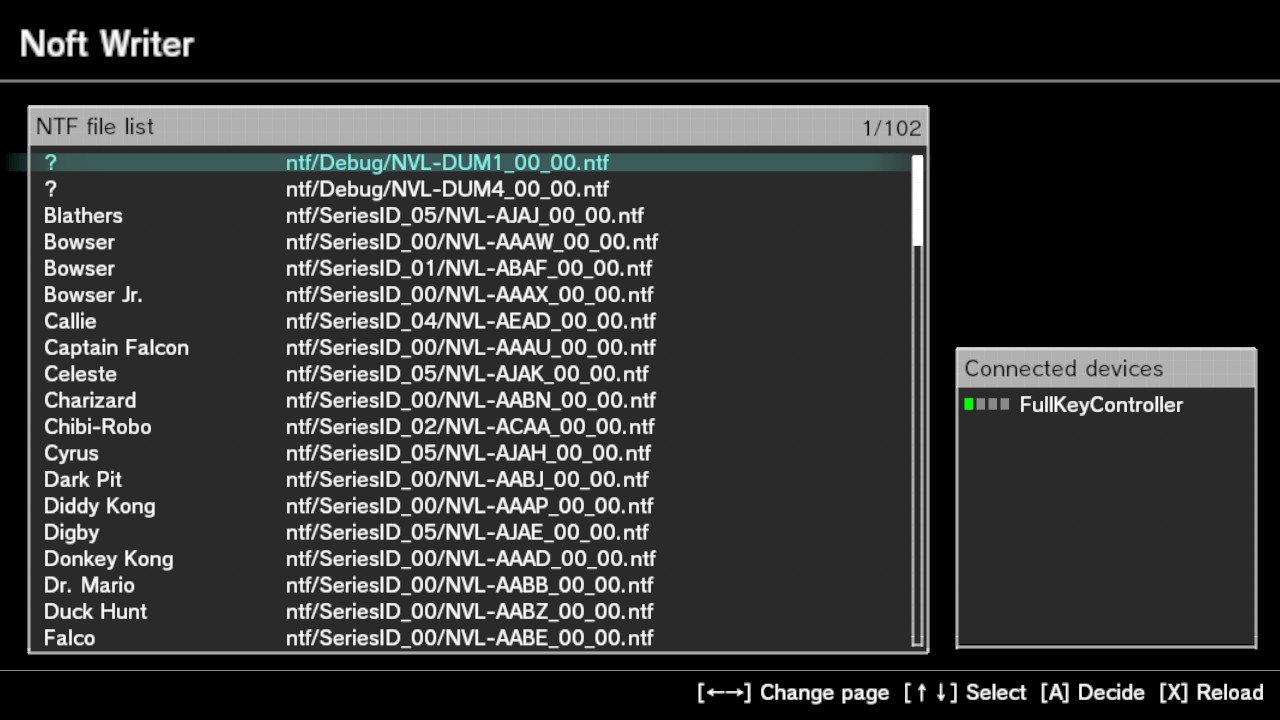 Noft Writer
NTF file list 1/102
? ntf/Debug/NVL-DUM1_00_00.ntf
? ntf/Debug/NVL-DUM4_00_00.ntf
Blathers ntf/SeriesID_05/NVL-AJAJ_00_00.ntf
Bowser ntf/SeriesID_00/NVL-AAAW_00_00.ntf
Bowser ntf/SeriesID_01/NVL-ABAF_00_00.ntf
Bowser Jr. ntf/SeriesID_00/NVL-AAAX_00_00.ntf
Callie ntf/SeriesID_04/NVL-AEAD_00_00.ntf
Captain Falcon ntf/SeriesID_00/NVL-AAAU_00_00.ntf
Celeste ntf/SeriesID_05/NVL-AJAK_00_00.ntf
Charizard ntf/SeriesID_00/NVL-AABN_00_00.ntf
Chibi-Robo ntf/SeriesID_02/NVL-ACAA_00_00.ntf
Cyrus ntf/SeriesID_05/NVL-AJAH_00_00.ntf
Dark Pit ntf/SeriesID_00/NVL-AABJ_00_00.ntf
Diddy Kong ntf/SeriesID_00/NVL-AAAP_00_00.ntf
Digby ntf/SeriesID_05/NVL-AJAE_00_00.ntf
Donkey Kong ntf/SeriesID_00/NVL-AAAD_00_00.ntf
Dr. Mario ntf/SeriesID_00/NVL-AABB_00_00.ntf
Duck Hunt ntf/SeriesID_00/NVL-AABZ_00_00.ntf
Falco ntf/SeriesID_00/NVL-AABE_00_00.ntf
Connected devices
FullKeyController
[←→] Change page [↑↓] Select [A] Decide [X] Reload